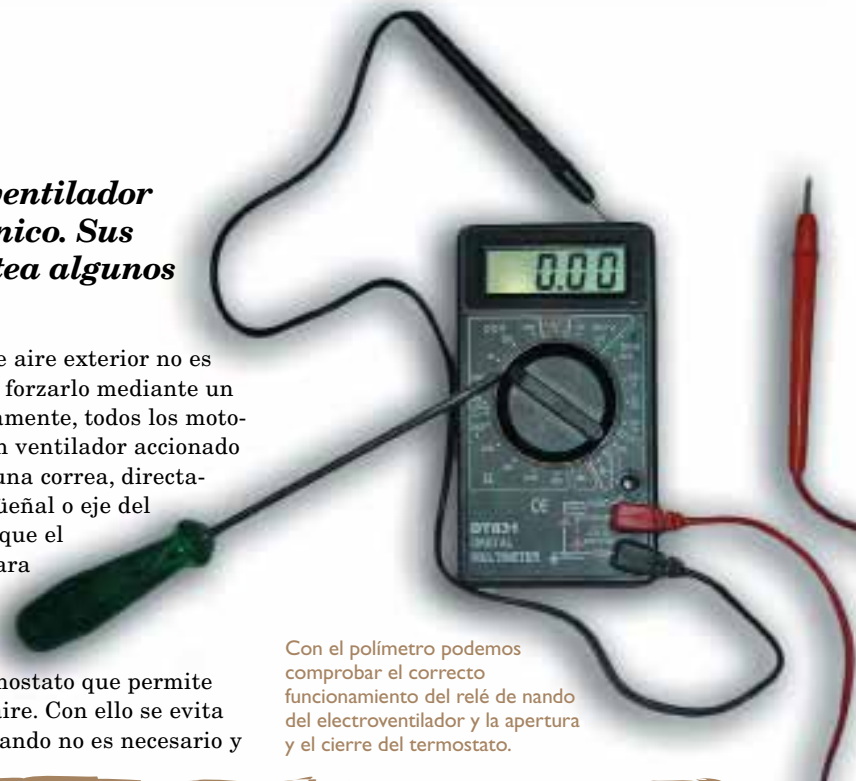 ventilador
nico. Sus
tea algunos
e aire exterior no es
forzarlo mediante un
amente, todos los moto-
n ventilador accionado
una correa, directa-
üeñal o eje del
que el
ara
mostato que permite
aire. Con ello se evita
ando no es necesario y
0.00
CE
DT831
DIGITAL
MULTIMETER
Con el polímetro podemos
comprobar el correcto
funcionamiento del relé de nando
del electroventilador y la apertura
y el cierre del termostato.